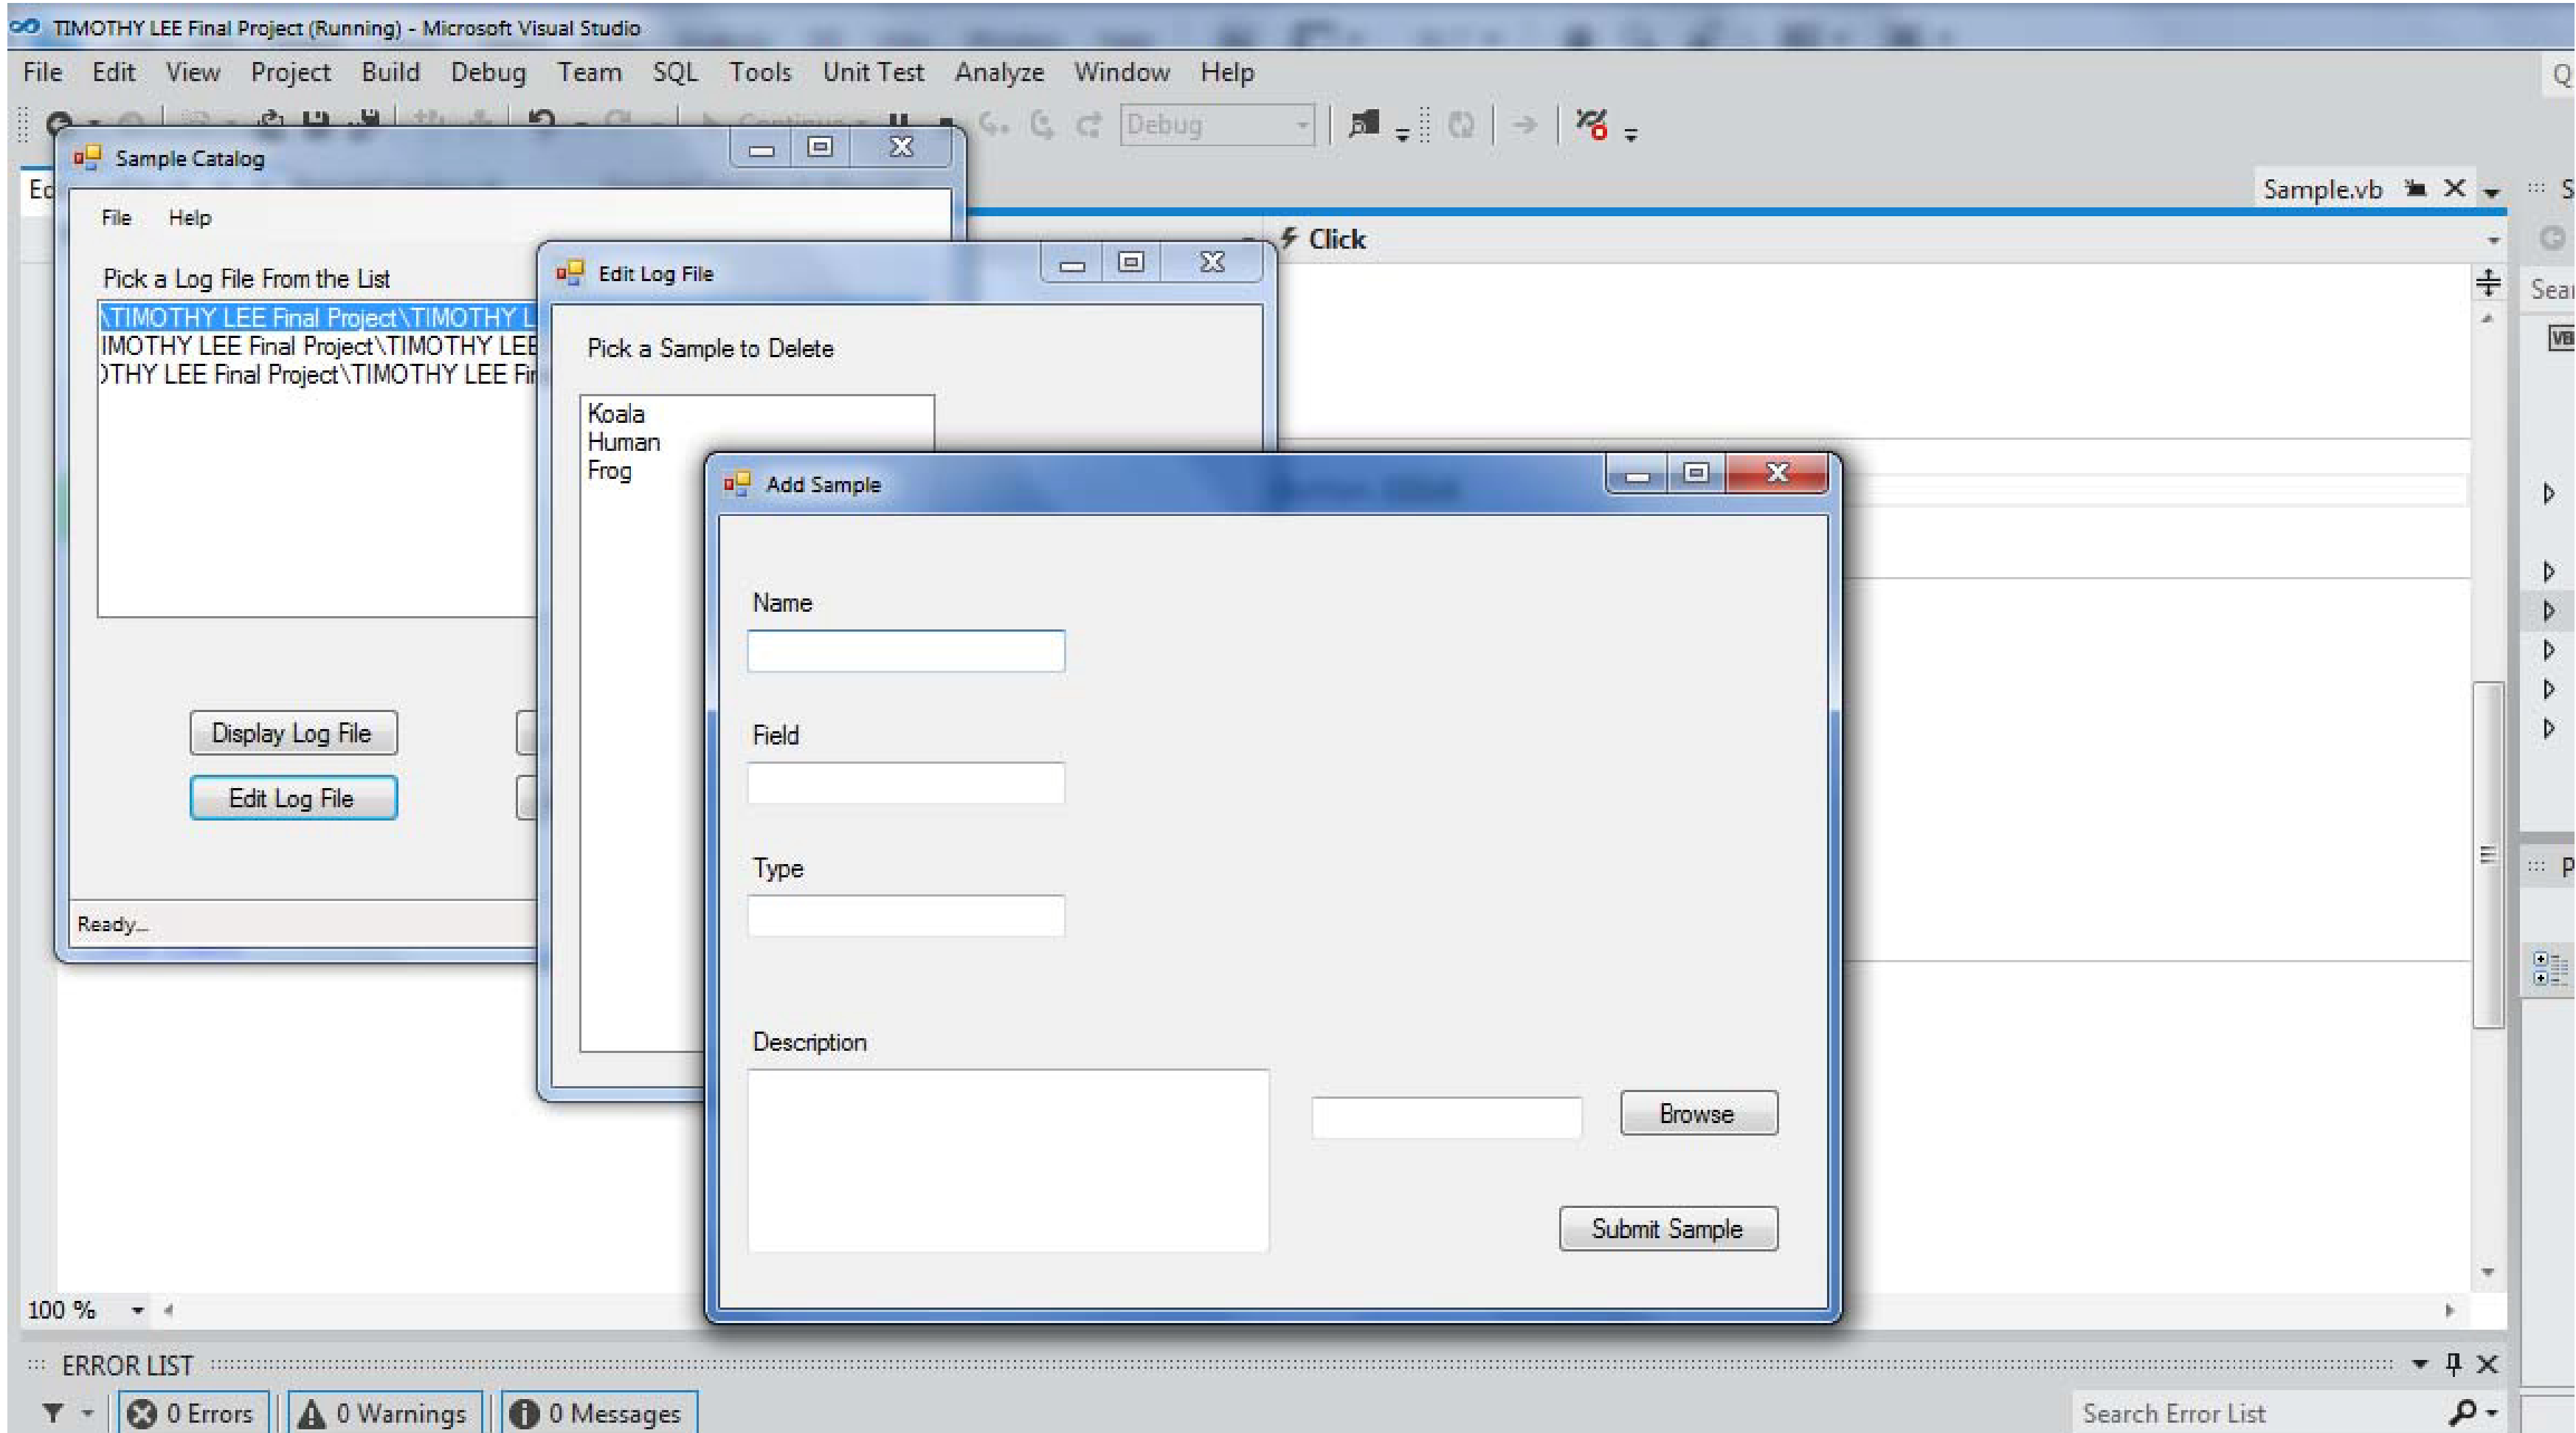 TIMOTHY LEE Final Project (Running) - Microsoft Visual Studio
File Edit View Project Build Debug Team SQL Tools Unit Test Analyze Window Help
Debug
Sample.vb
Click
Sample Catalog
File Help
Pick a Log File From the List
\TIMOTHY LEE Final Project\TIMOTHY L
IMOTHY LEE Final Project\TIMOTHY LEE
OTHY LEE Final Project\TIMOTHY LEE Fir
Display Log File
Edit Log File
Ready...
Edit Log File
Pick a Sample to Delete
Koala
Human
Frog
Add Sample
Name
Field
Type
Description
Browse
Submit Sample
100 %
ERROR LIST
0 Errors
0 Warnings
0 Messages
Search Error List